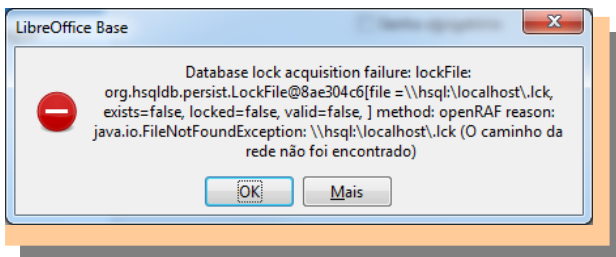 LibreOffice Base
Database lock acquisition failure: lockFile:
org.hsqldb.persist.LockFile@8ae304c6[file =\\hsql:\localhost\.lck,
exists=false, locked=false, valid=false, ] method: openRAF reason:
java.io.FileNotFoundException: \\hsql:\localhost\.lck (O caminho da
rede não foi encontrado)
OK
Mais